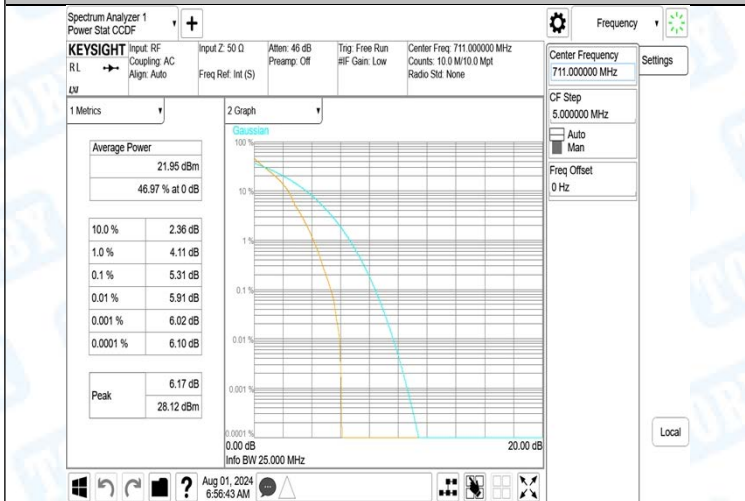 Spectrum Analyzer 1
Power Stat CCDF
Frequency
KEYSIGHT
RL
LXI
Input: RF
Coupling: AC
Align: Auto
Input Z: 50 Ω
Freq Ref: Int (S)
Atten: 46 dB
Preamp: Off
Trig: Free Run
#IF Gain: Low
Center Freq: 711.000000 MHz
Counts: 10.0 M/10.0 Mpt
Radio Std: None
Center Frequency
711.000000 MHz
Settings
CF Step
5.000000 MHz
Auto
Man
Freq Offset
0 Hz
1 Metrics
2 Graph
Average Power
21.95 dBm
46.97 % at 0 dB
10.0 % 2.36 dB
1.0 % 4.11 dB
0.1 % 5.31 dB
0.01 % 5.91 dB
0.001 % 6.02 dB
0.0001 % 6.10 dB
Peak
6.17 dB
28.12 dBm
Gaussian
100 %
10 %
1 %
0.1 %
0.01 %
0.001 %
0.0001 %
0.00 dB 20.00 dB
Info BW 25.000 MHz
Local
?
Aug 01, 2024
6:56:43 AM